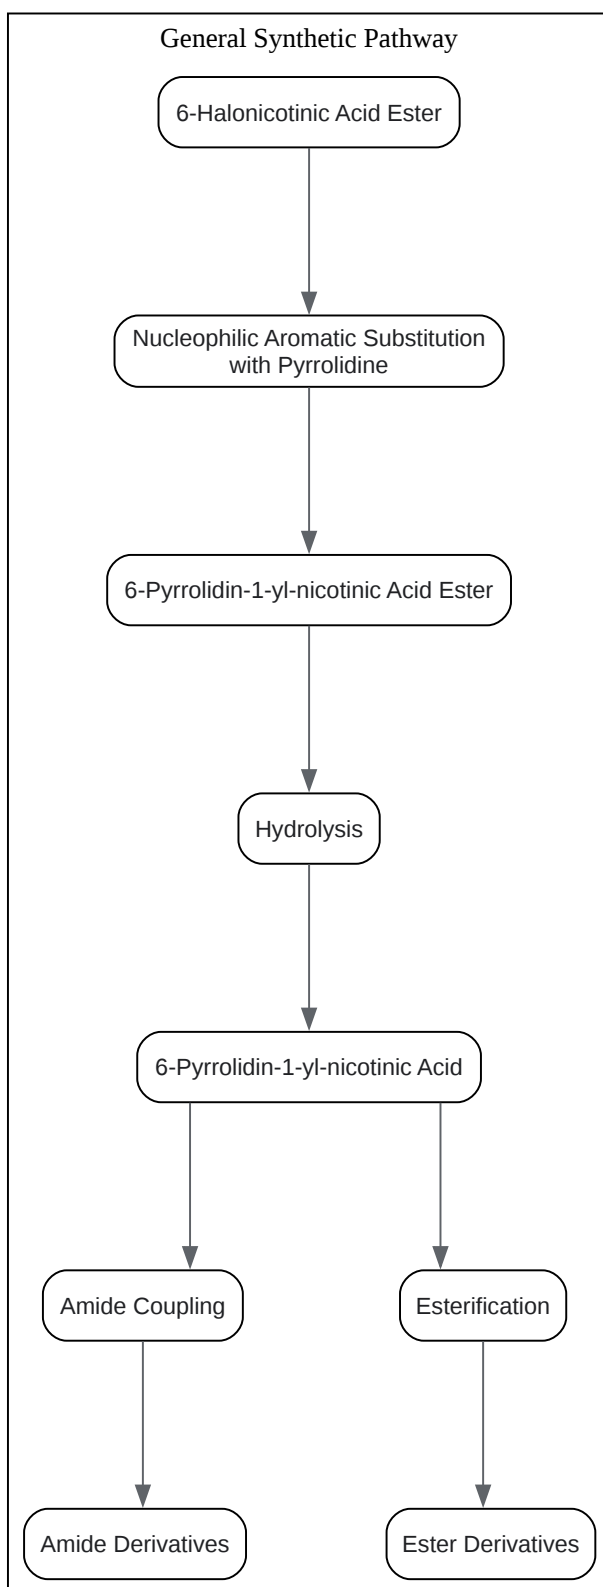 General Synthetic Pathway
6-Halonicotinic Acid Ester
Nucleophilic Aromatic Substitution
with Pyrrolidine
6-Pyrrolidin-1-yl-nicotinic Acid Ester
Hydrolysis
6-Pyrrolidin-1-yl-nicotinic Acid
Amide Coupling
Esterification
Amide Derivatives
Ester Derivatives